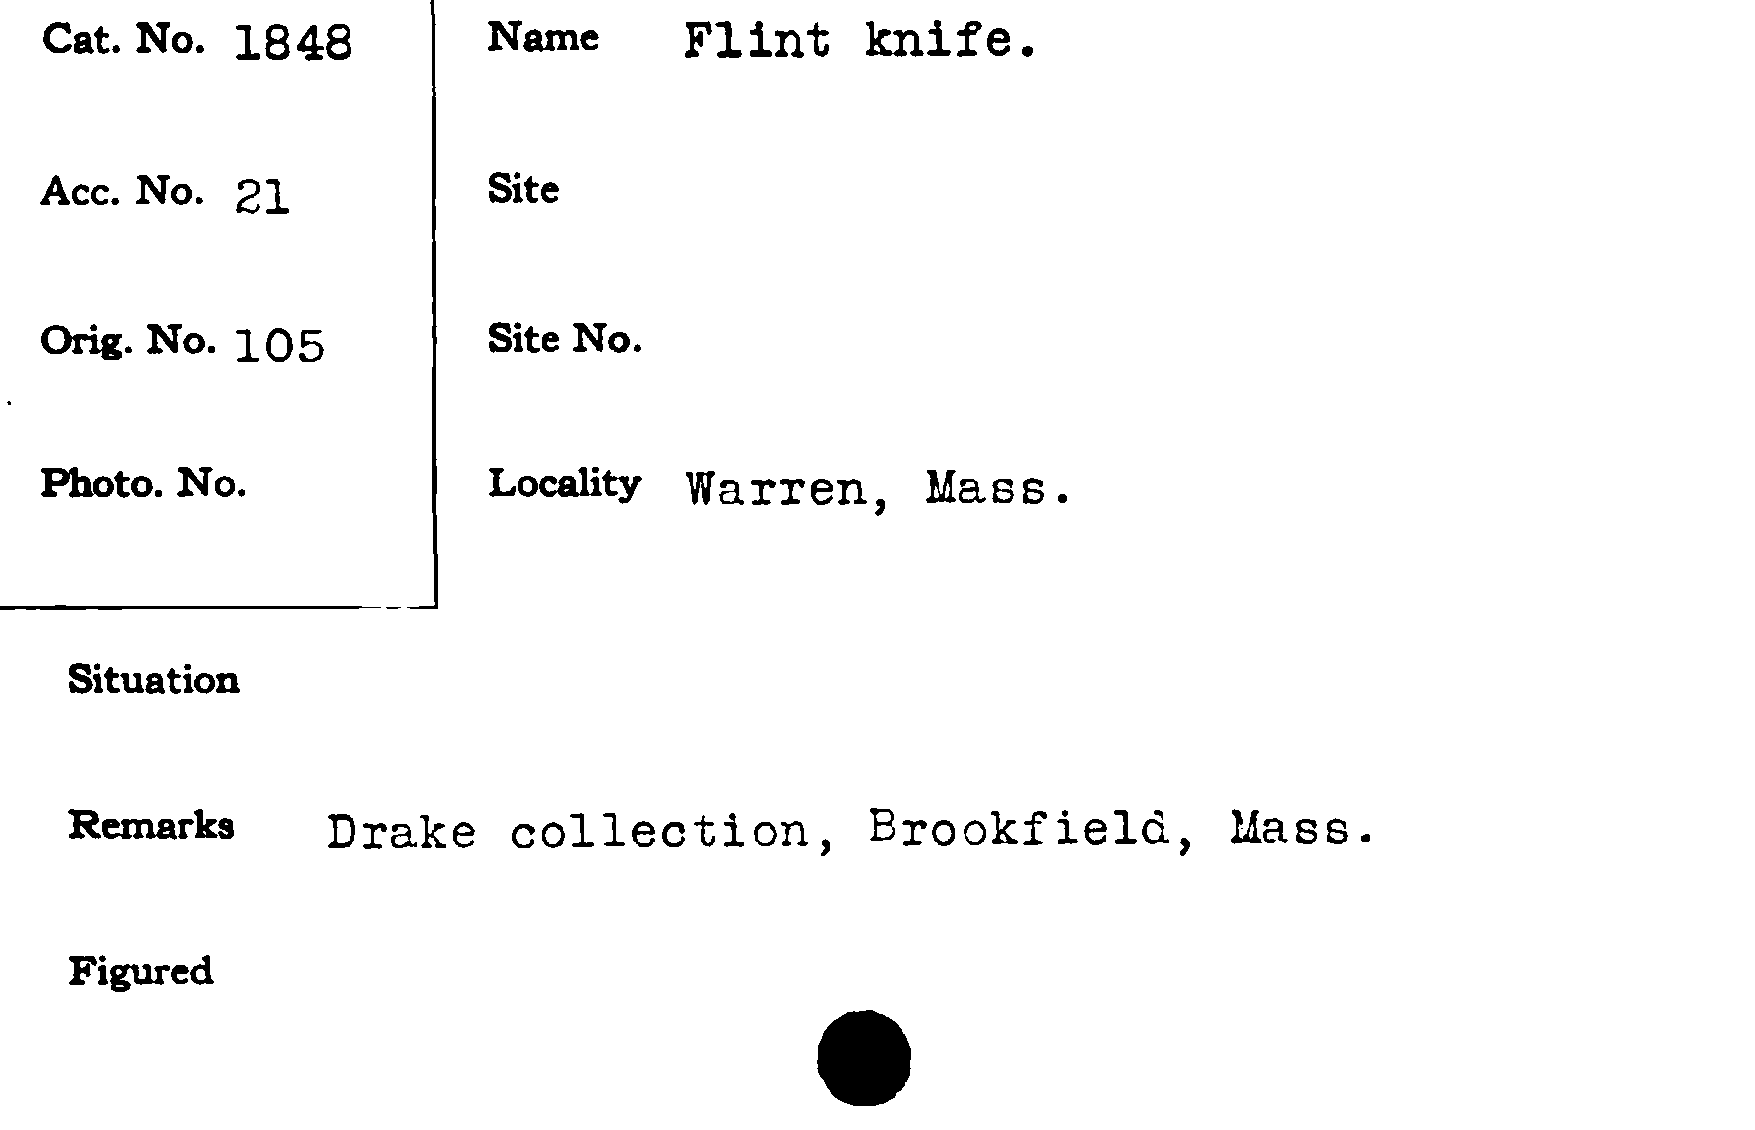 Cat. No. 1848
Name Flint knife.
Acc. No. 21
Site
Orig. No. 105
Site No.
Photo. No.
Locality Warren, Mass.
Situation
Remarks Drake collection, Brookfield, Mass.
Figured